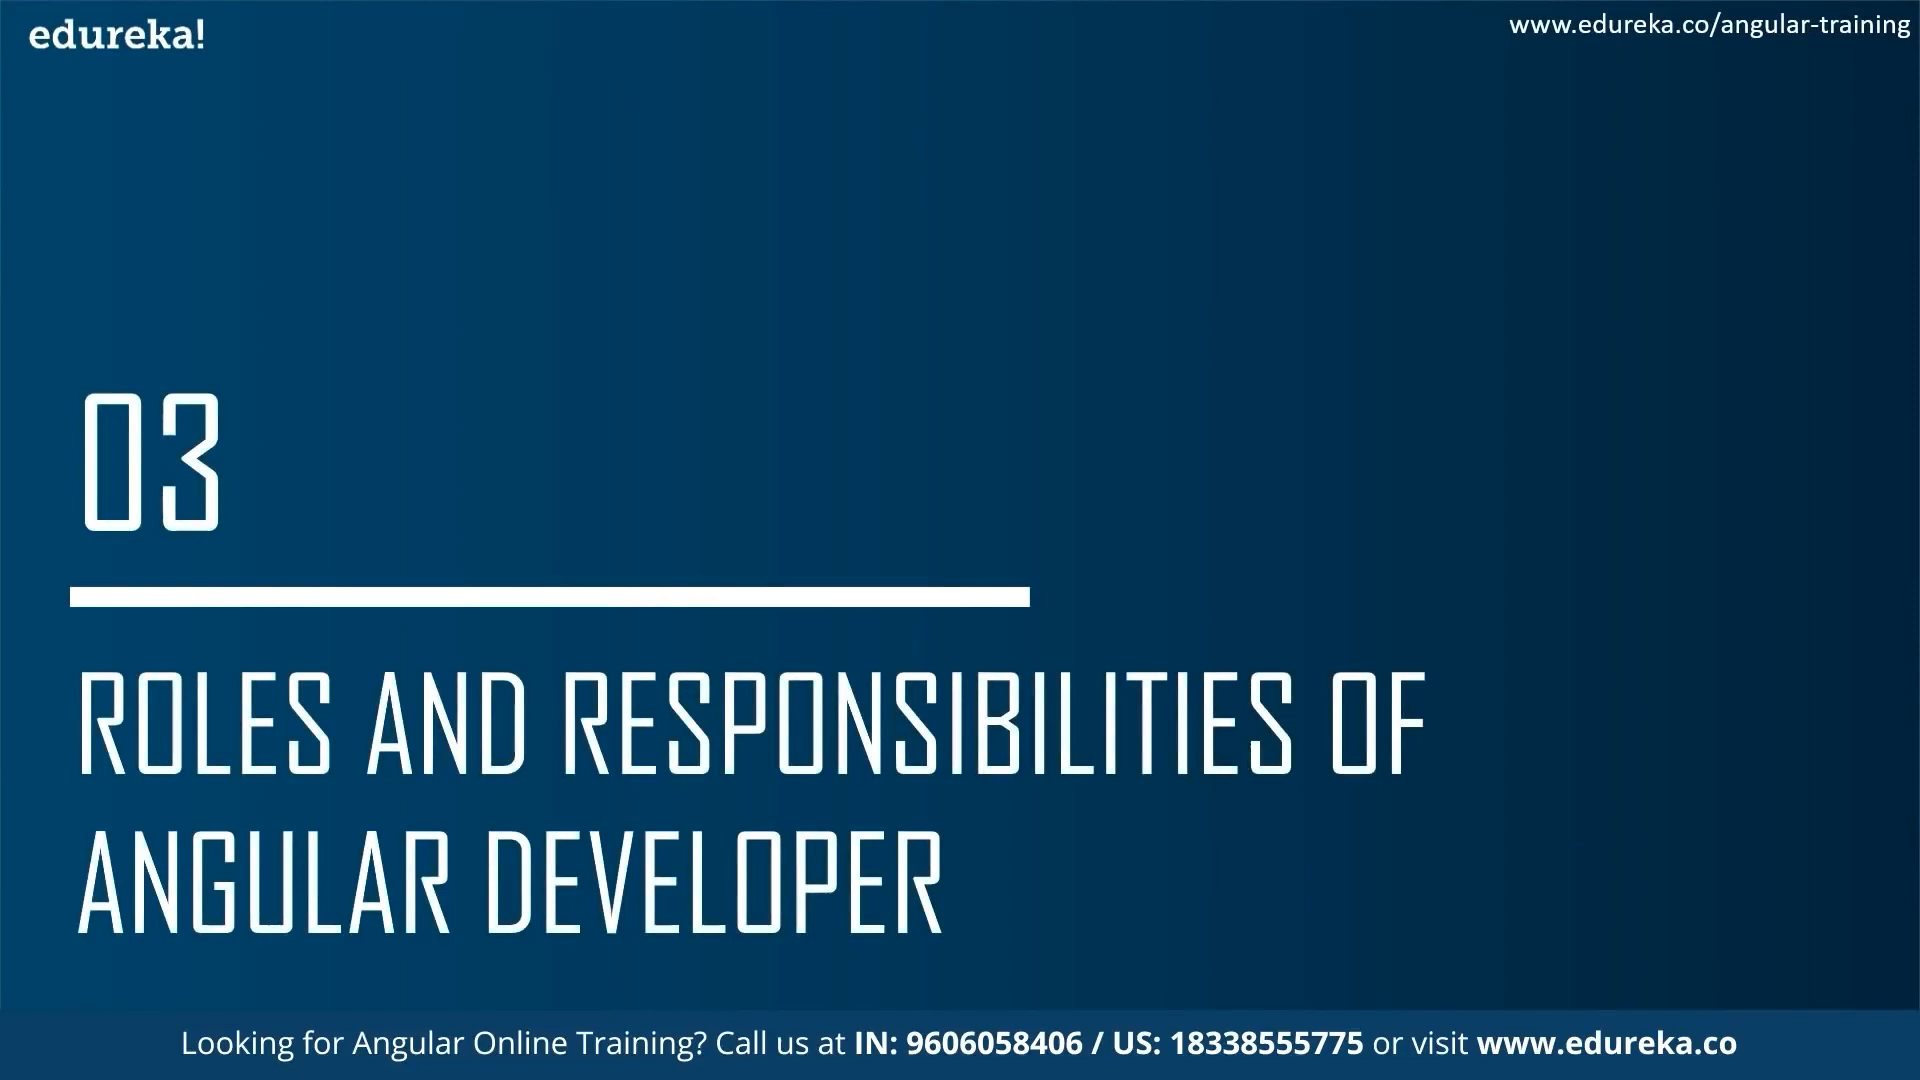 edureka!
www.edureka.co/angular-training
03
ROLES AND RESPONSIBILITIES OF
ANGULAR DEVELOPER
Looking for Angular Online Training? Call us at IN: 9606058406 / US: 18338555775 or visit www.edureka.co